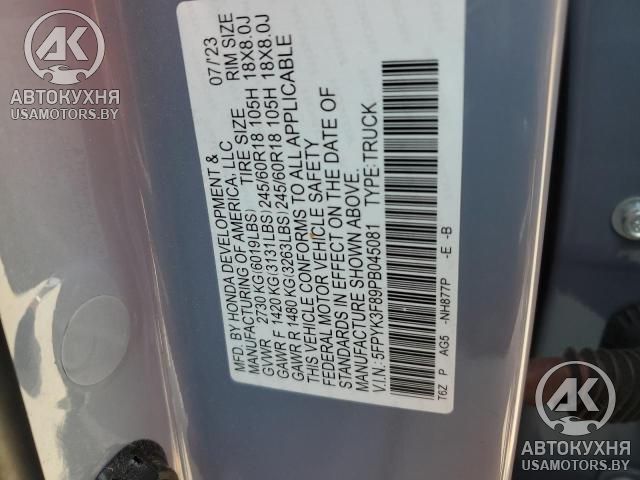 AK
АВТОКУХНЯ
USAMOTORS.BY
MFD. BY HONDA DEVELOPMENT & 07/'23
MANUFACTURING OF AMERICA, LLC
TIRE SIZE RIM SIZE
GVWR 2730 KG(6019LBS)
GAWR F 1420 KG(3131LBS) 245/60R18 105H 18X8.0J
GAWR R 1480 KG(3263LBS) 245/60R18 105H 18X8.0J
THIS VEHICLE CONFORMS TO ALL APPLICABLE
FEDERAL MOTOR VEHICLE SAFETY
STANDARDS IN EFFECT ON THE DATE OF
MANUFACTURE SHOWN ABOVE.
V.I.N.: 5FPYK3F89PB045081 TYPE:TRUCK
T6Z P AG5 -NH877P -E -B
AK
АВТОКУХНЯ
USAMOTORS.BY